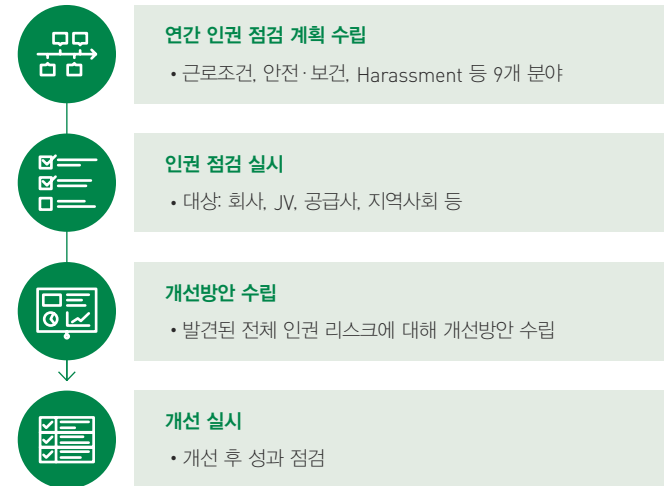 연간 인권 점검 계획 수립
• 근로조건, 안전·보건, Harassment 등 9개 분야
인권 점검 실시
• 대상: 회사, JV, 공급사, 지역사회 등
개선방안 수립
• 발견된 전체 인권 리스크에 대해 개선방안 수립
개선 실시
• 개선 후 성과 점검